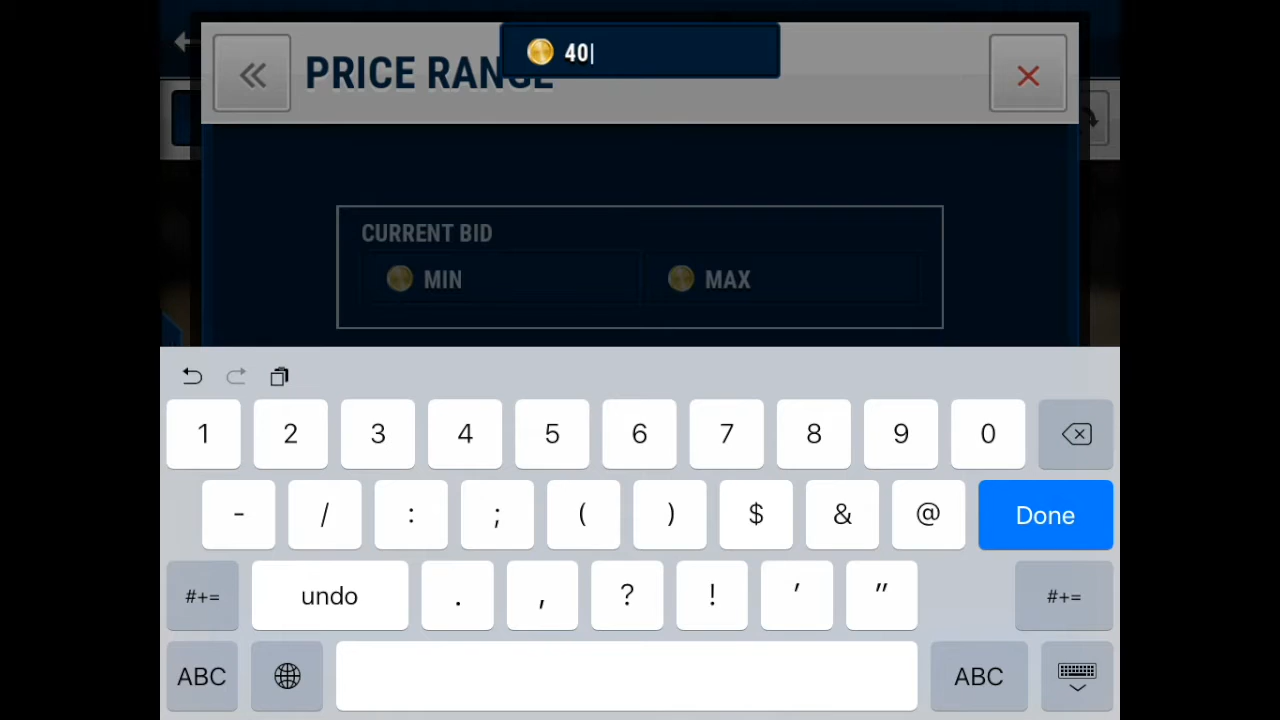 40
PRICE RANGE
CURRENT BID
MIN MAX
1 2 3 4 5 6 7 8 9 0
- / : ; ( ) $ & @ Done
#+= undo . , ? ! ' " #+=
ABC ABC